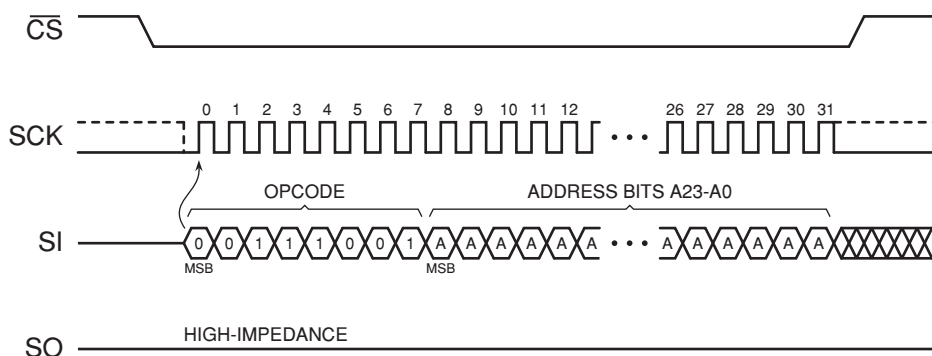 CS
SCK
0 1 2 3 4 5 6 7 8 9 10 11 12 26 27 28 29 30 31
OPCODE
ADDRESS BITS A23-A0
SI
0 0 1 1 1 0 0 1 A A A A A A A A A A A A
MSB
MSB
SO
HIGH-IMPEDANCE